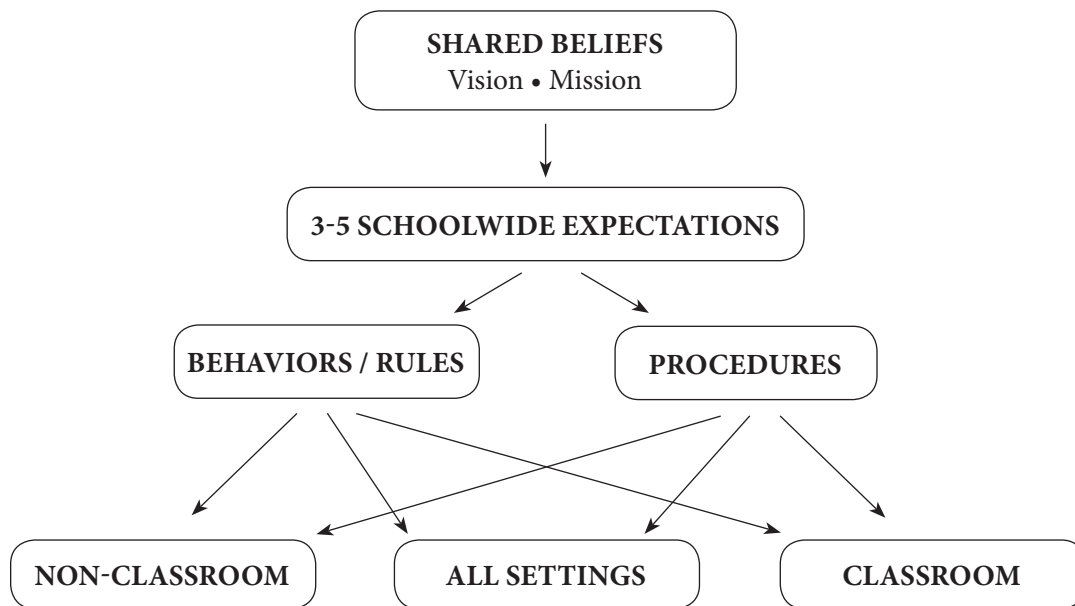 SHARED BELIEFS
Vision • Mission
3-5 SCHOOLWIDE EXPECTATIONS
BEHAVIORS / RULES
PROCEDURES
NON-CLASSROOM
ALL SETTINGS
CLASSROOM